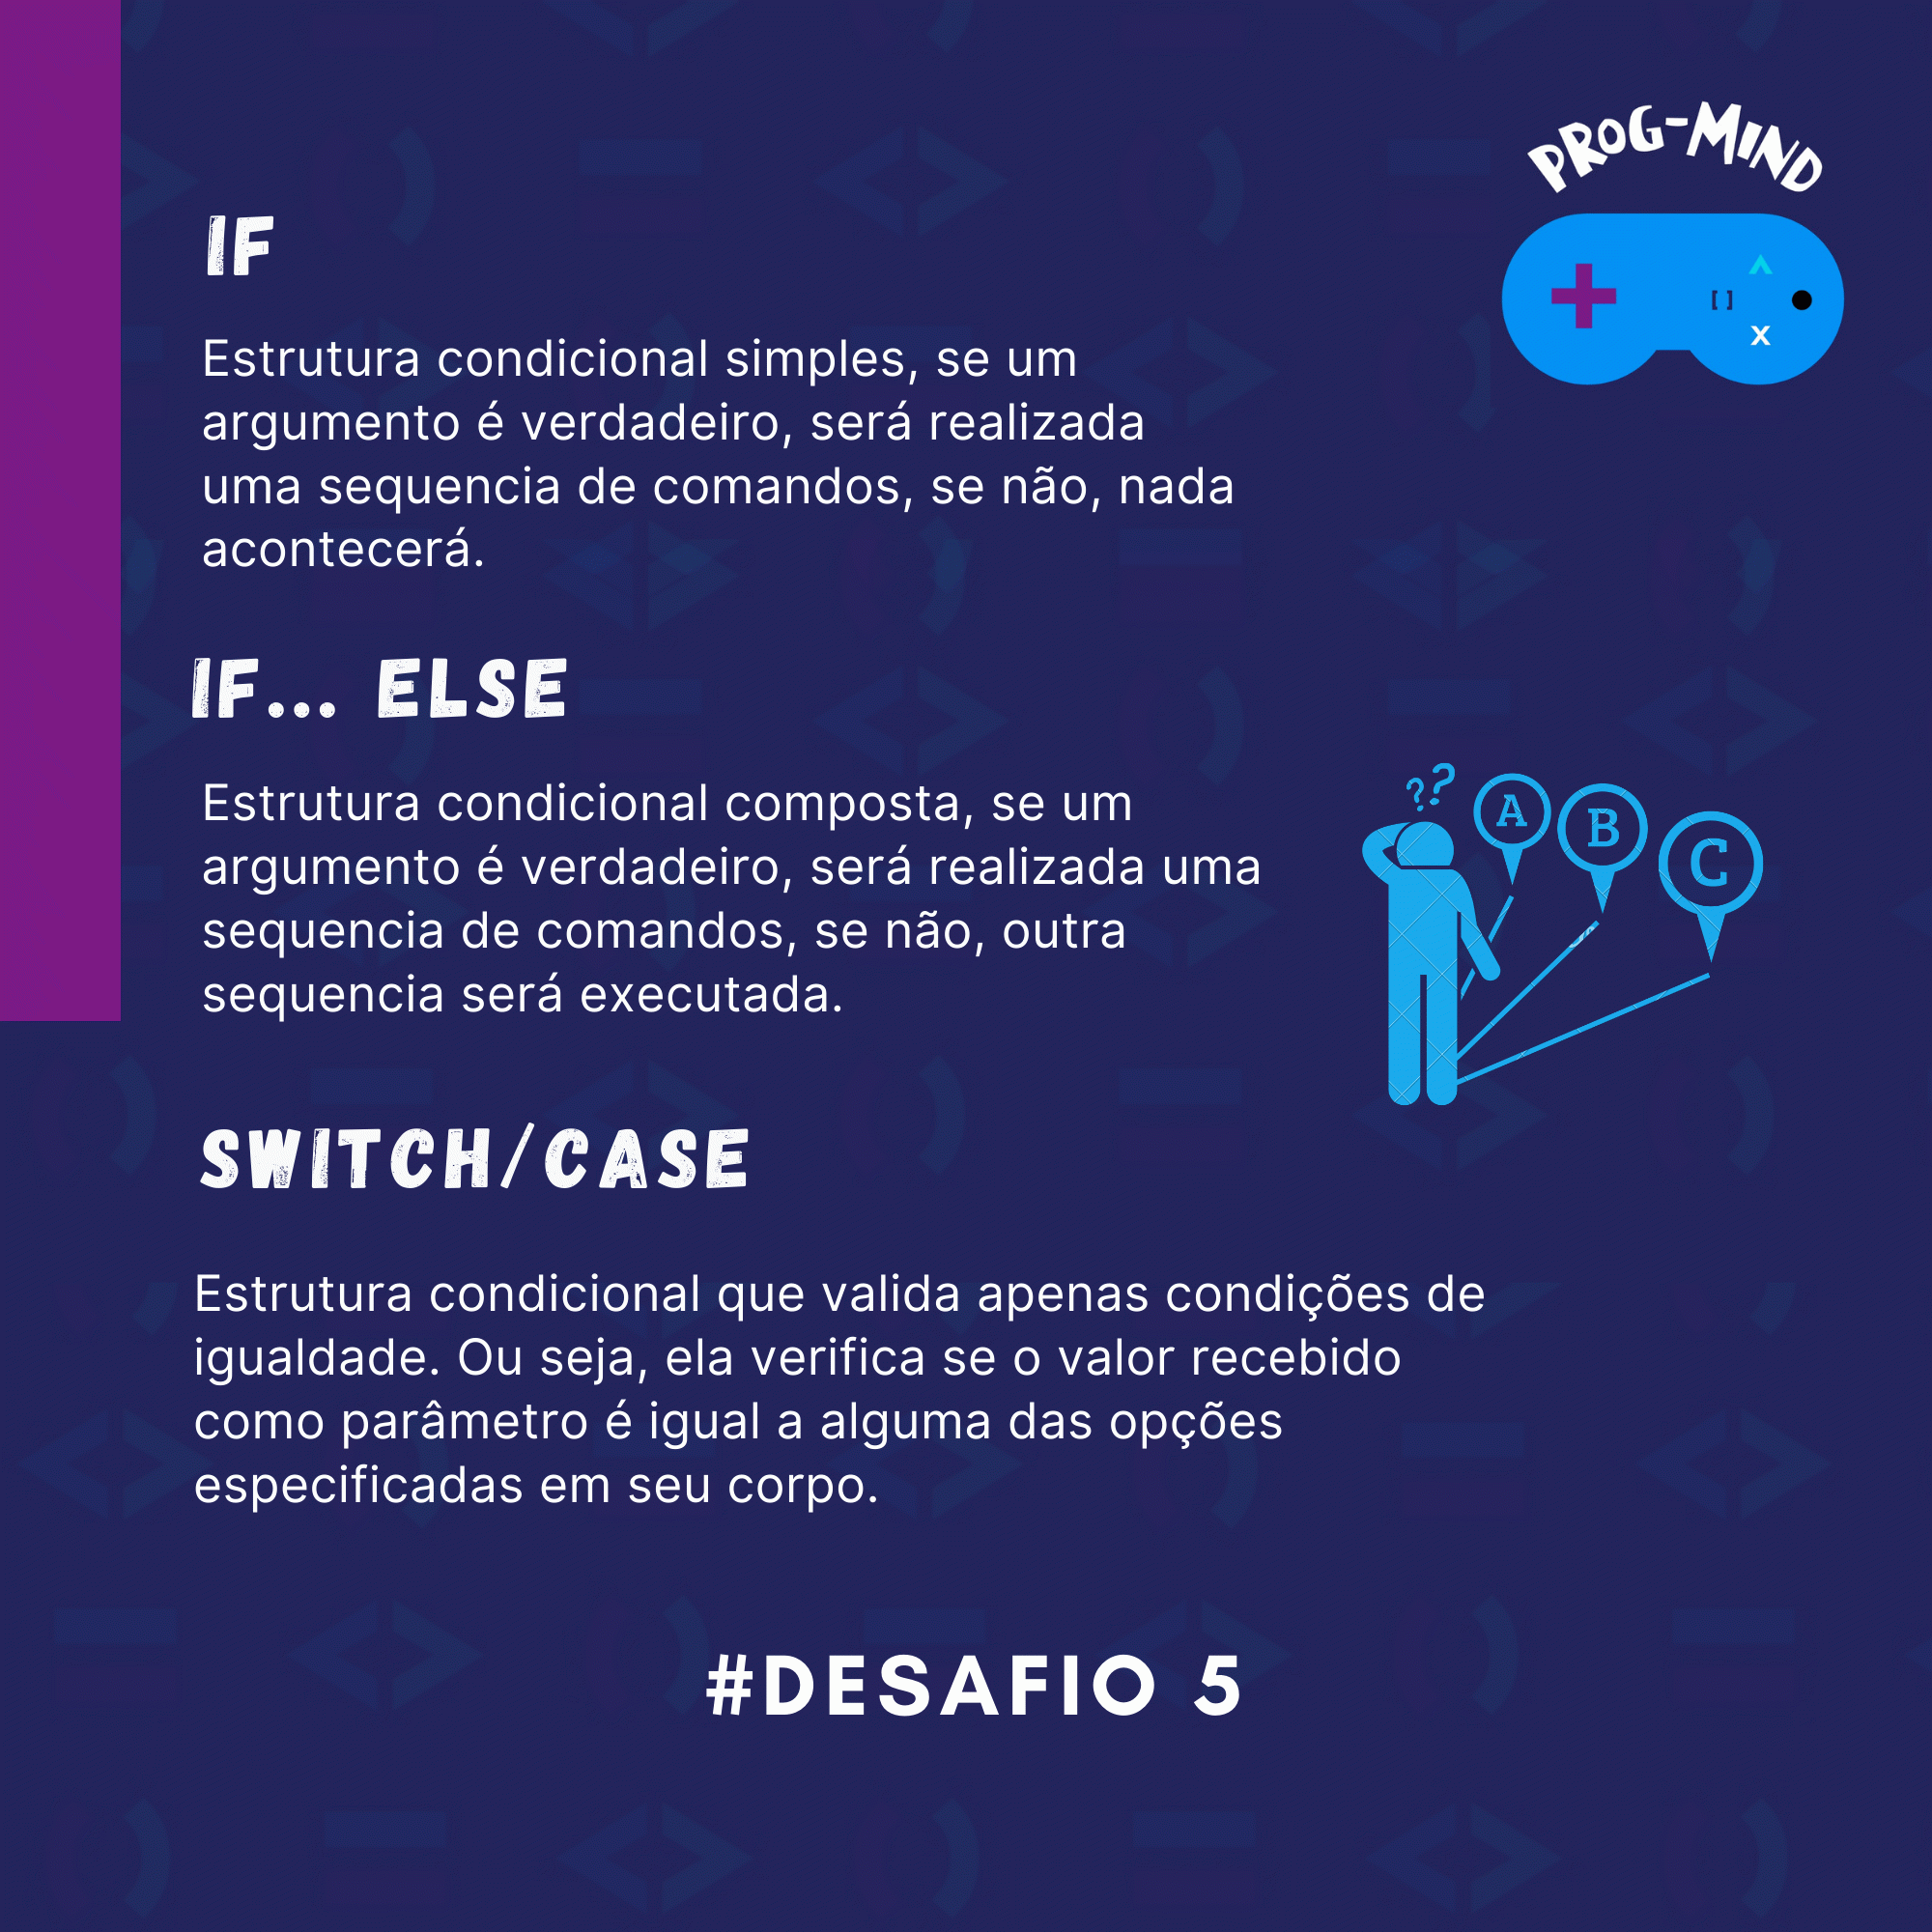 PROG-MIND
IF
Estrutura condicional simples, se um
argumento é verdadeiro, será realizada
uma sequencia de comandos, se não, nada
acontecerá.
IF... ELSE
Estrutura condicional composta, se um
argumento é verdadeiro, será realizada uma
sequencia de comandos, se não, outra
sequencia será executada.
?? A B C
SWITCH/CASE
Estrutura condicional que valida apenas condições de
igualdade. Ou seja, ela verifica se o valor recebido
como parâmetro é igual a alguma das opções
especificadas em seu corpo.
#DESAFIO 5